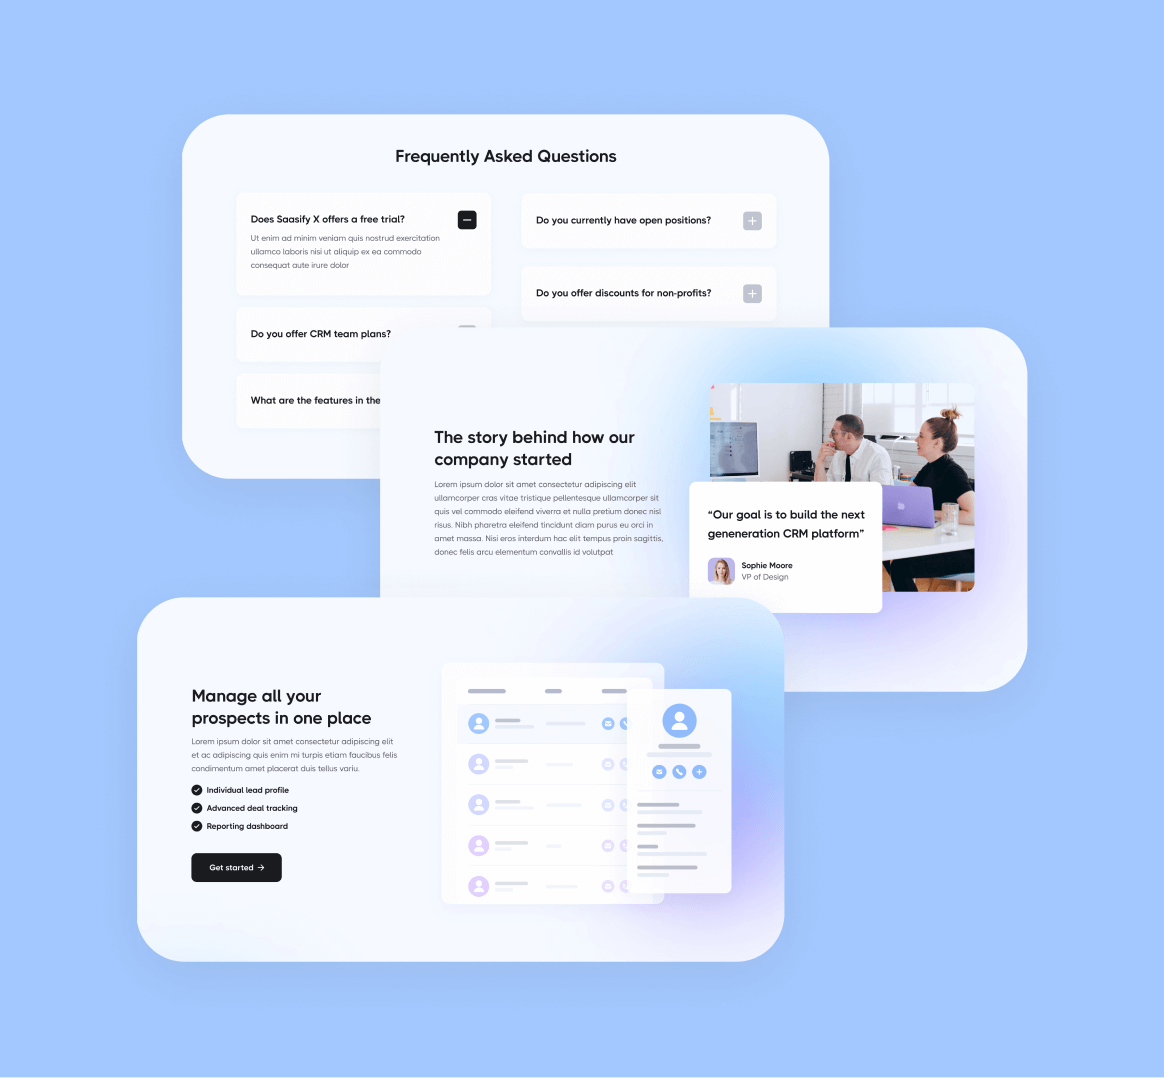 Frequently Asked Questions
Does Saasify X offers a free trial?
Ut enim ad minim veniam quis nostrud exercitation
ullamco laboris nisi ut aliquip ex ea commodo
consequat aute irure dolor
Do you offer CRM team plans?
What are the features in the
Do you currently have open positions?
Do you offer discounts for non-profits?
The story behind how our
company started
Lorem ipsum dolor sit amet consectetur adipiscing elit
ullamcorper cras vitae tristique pellentesque ullamcorper sit
quis vel commodo eleifend viverra et nulla pretium donec nisl
risus. Nibh pharetra eleifend tincidunt diam purus eu orci in
amet massa. Nisi eros interdum hac elit tempus proin sagittis,
donec felis arcu elementum convallis id volutpat
“Our goal is to build the next
geneneration CRM platform”
Sophie Moore
VP of Design
Manage all your
prospects in one place
Lorem ipsum dolor sit amet consectetur adipiscing elit
et ac adipiscing quis enim mi turpis etiam faucibus felis
condimentum amet placerat duis tellus variu.
Individual lead profile
Advanced deal tracking
Reporting dashboard
Get started →